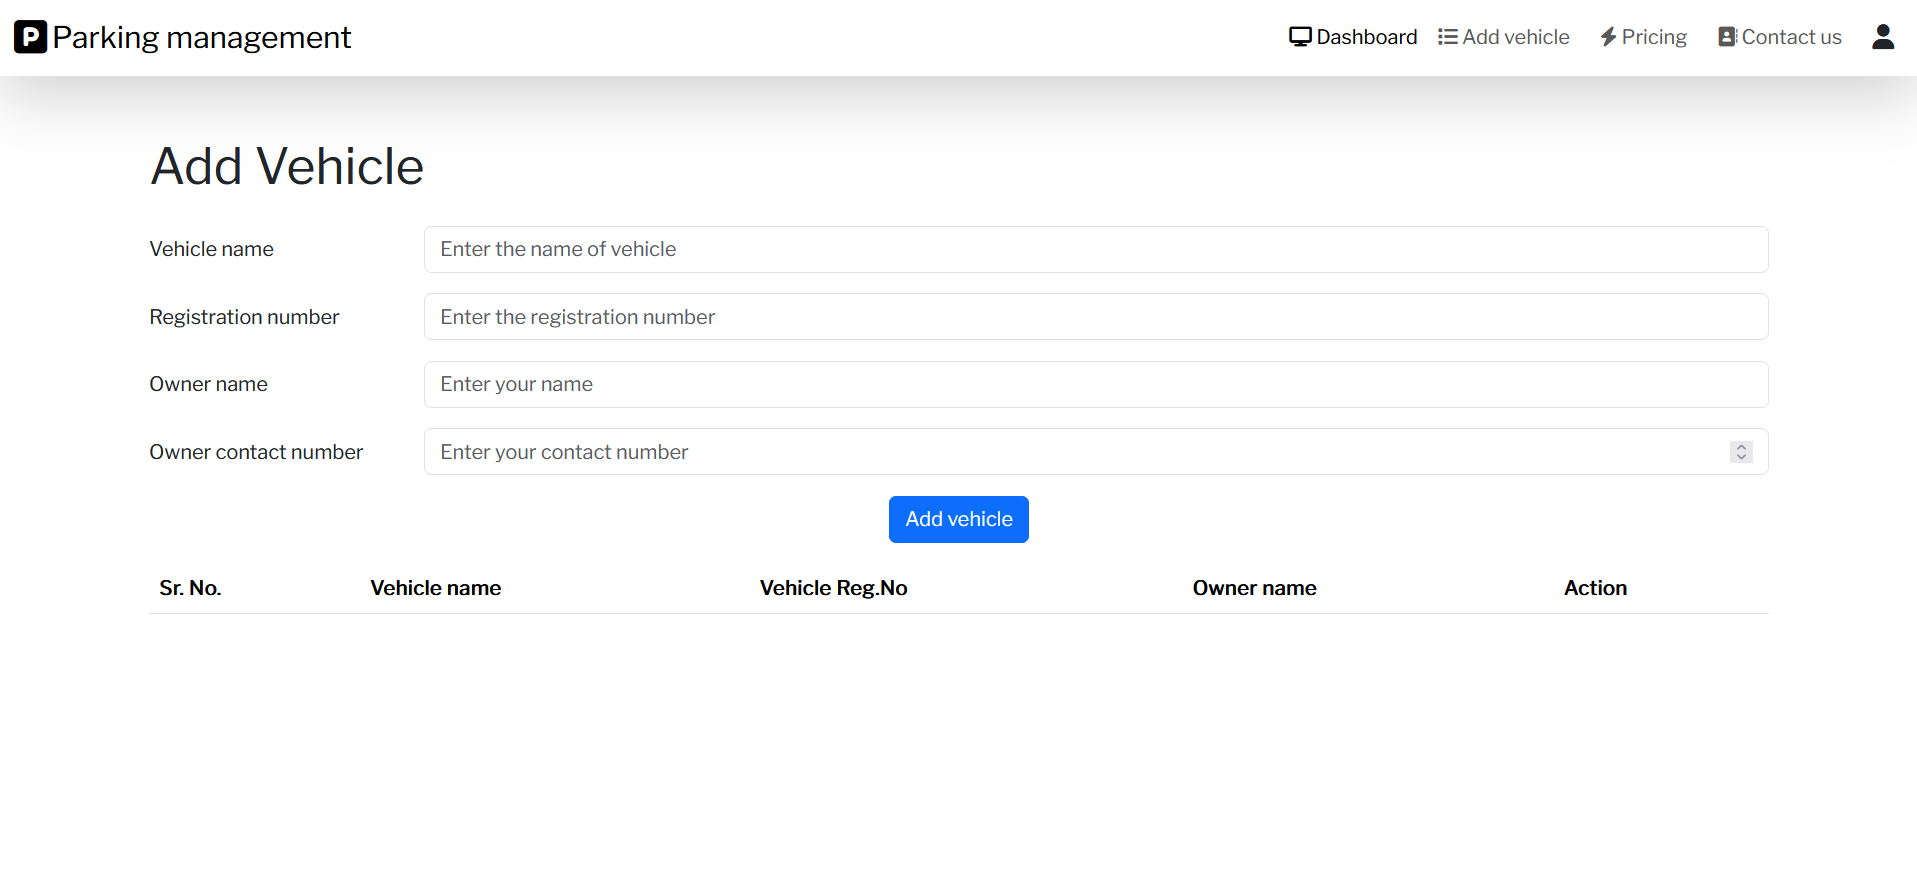 P Parking management
Dashboard Add vehicle Pricing Contact us
Add Vehicle
Vehicle name Enter the name of vehicle
Registration number Enter the registration number
Owner name Enter your name
Owner contact number Enter your contact number
Add vehicle
Sr. No. Vehicle name Vehicle Reg.No Owner name Action